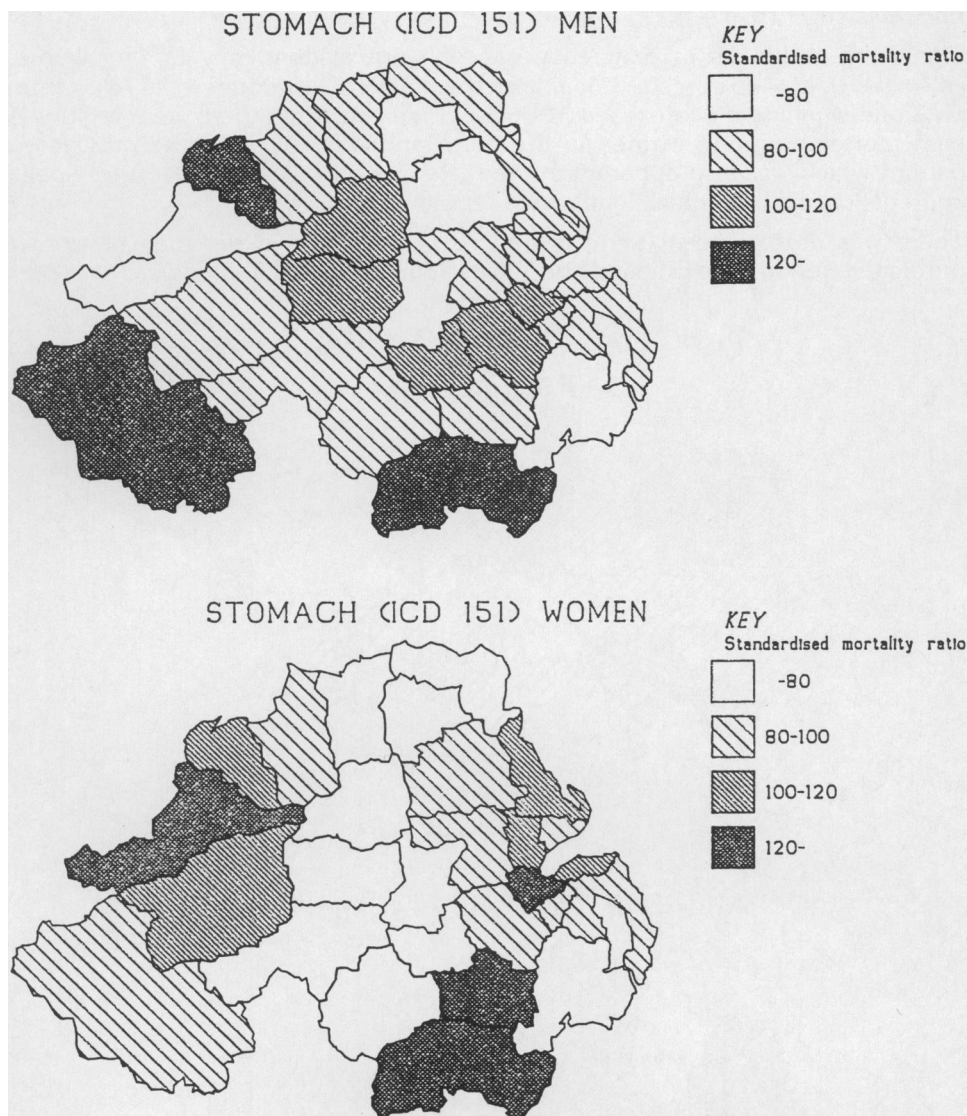 STOMACH (ICD 151) MEN
KEY
Standardised mortality ratio
-80
80-100
100-120
120-
STOMACH (ICD 151) WOMEN
KEY
Standardised mortality ratio
-80
80-100
100-120
120-